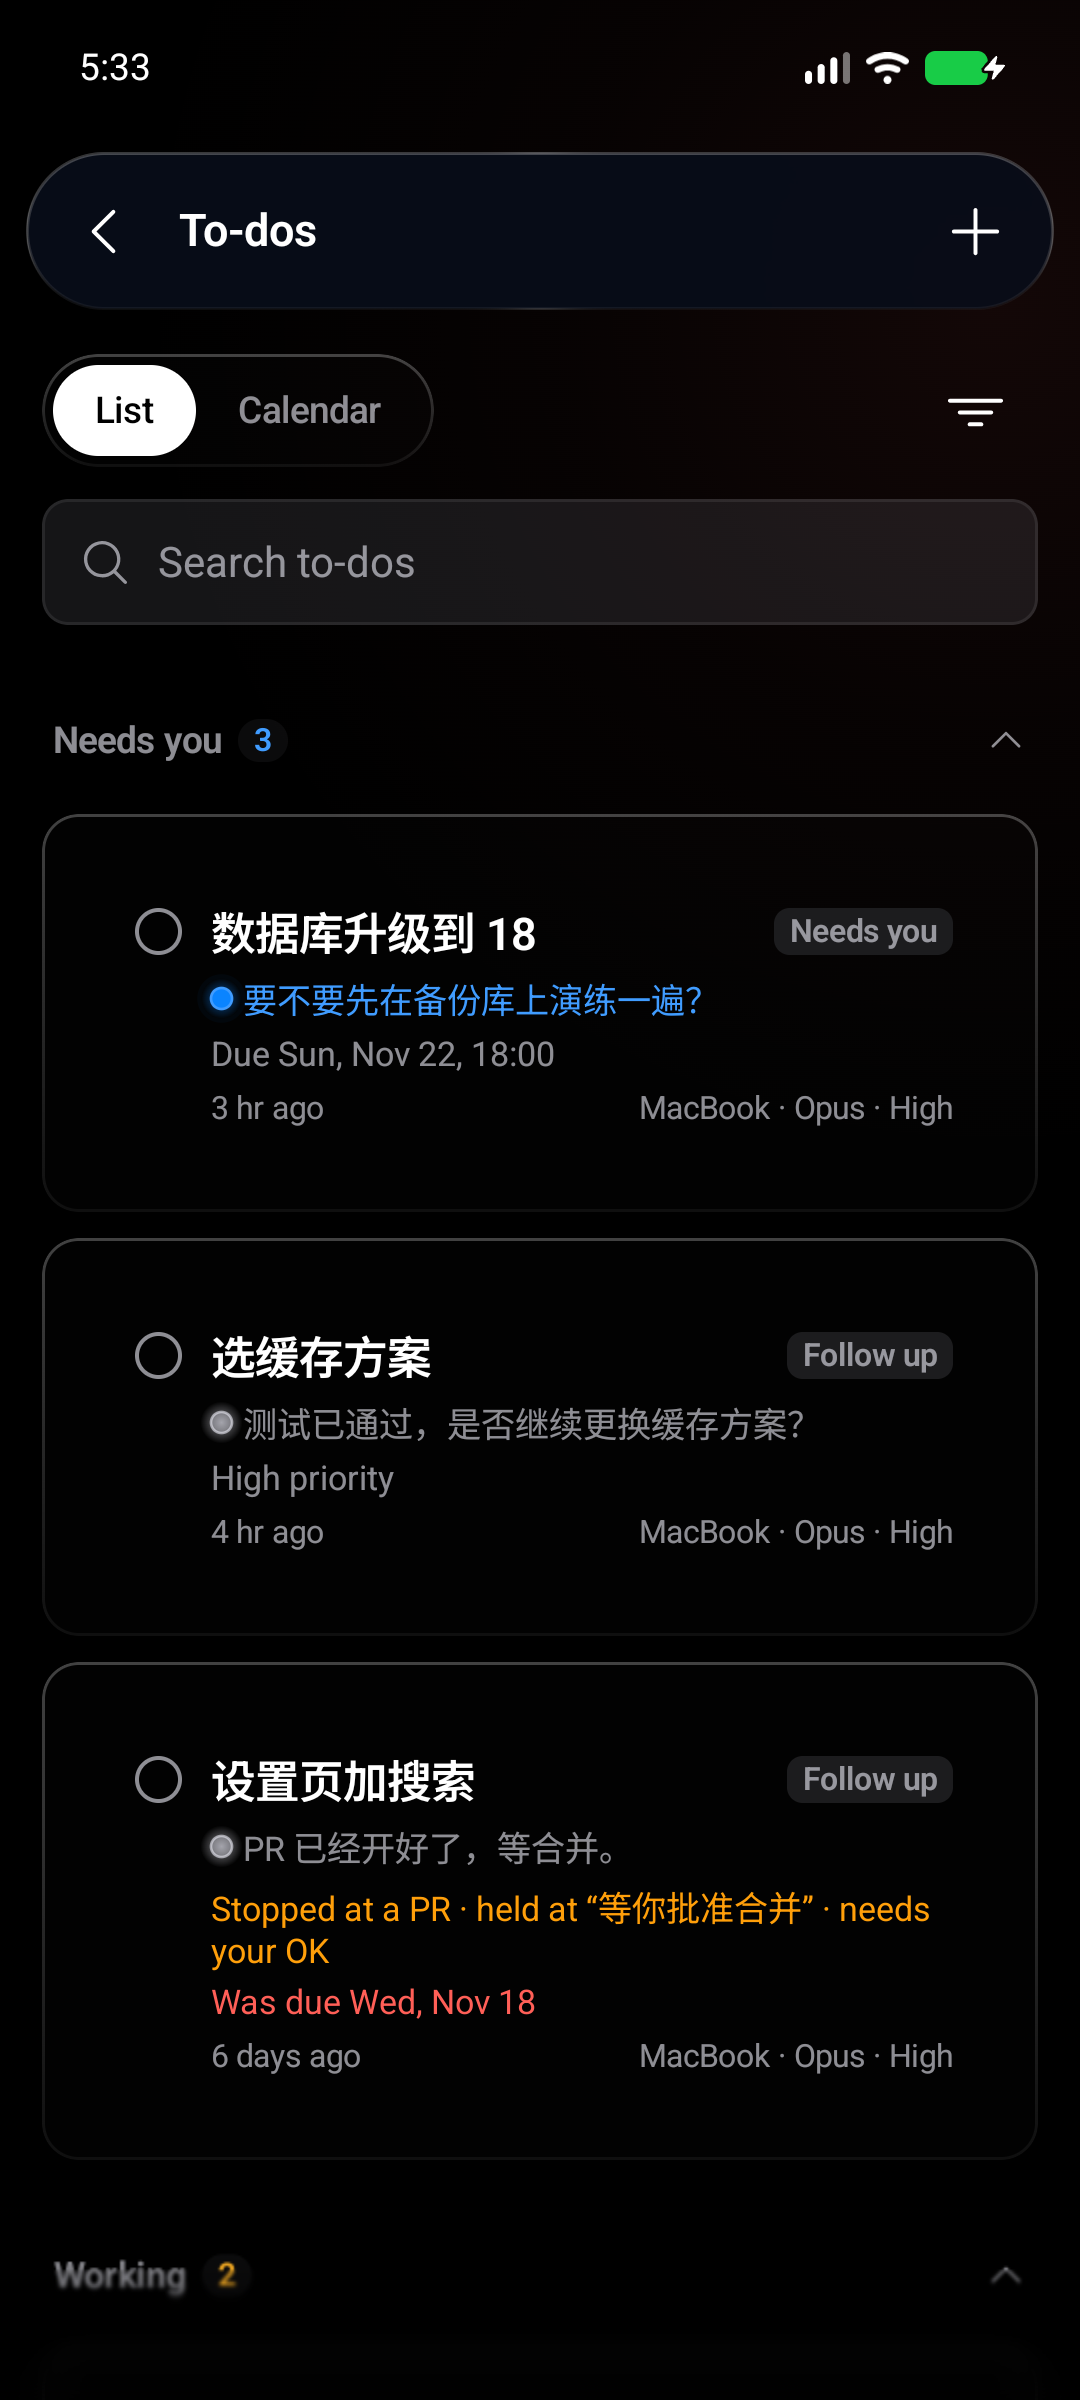 5:33
To-dos
List
Calendar
Search to-dos
Needs you 3
数据库升级到 18
Needs you
要不要先在备份库上演练一遍？
Due Sun, Nov 22, 18:00
3 hr ago
MacBook · Opus · High
选缓存方案
Follow up
测试已通过，是否继续更换缓存方案？
High priority
4 hr ago
MacBook · Opus · High
设置页加搜索
Follow up
PR 已经开好了，等合并。
Stopped at a PR · held at “等你批准合并” · needs
your OK
Was due Wed, Nov 18
6 days ago
MacBook · Opus · High
Working 2